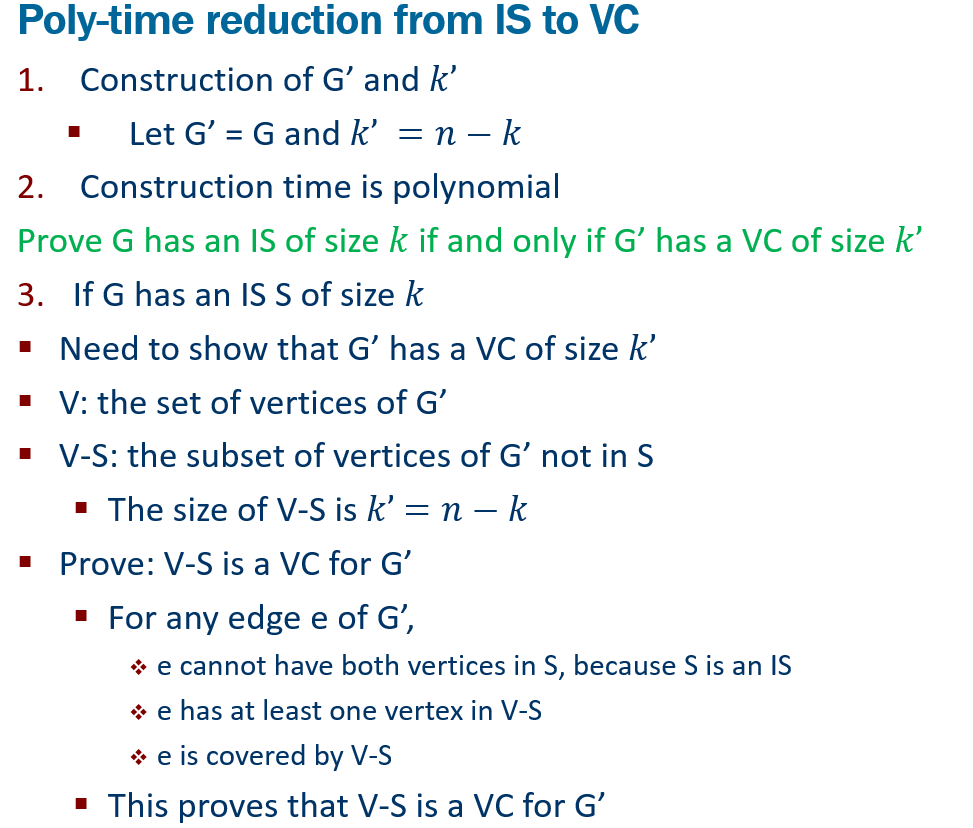 Poly-time reduction from IS to VC
1. Construction of G’ and k’
▪ Let G’ = G and k’ = n − k
2. Construction time is polynomial
Prove G has an IS of size k if and only if G’ has a VC of size k’
3. If G has an IS S of size k
▪ Need to show that G’ has a VC of size k’
▪ V: the set of vertices of G’
▪ V-S: the subset of vertices of G’ not in S
▪ The size of V-S is k’ = n − k
▪ Prove: V-S is a VC for G’
▪ For any edge e of G’,
❖ e cannot have both vertices in S, because S is an IS
❖ e has at least one vertex in V-S
❖ e is covered by V-S
▪ This proves that V-S is a VC for G’